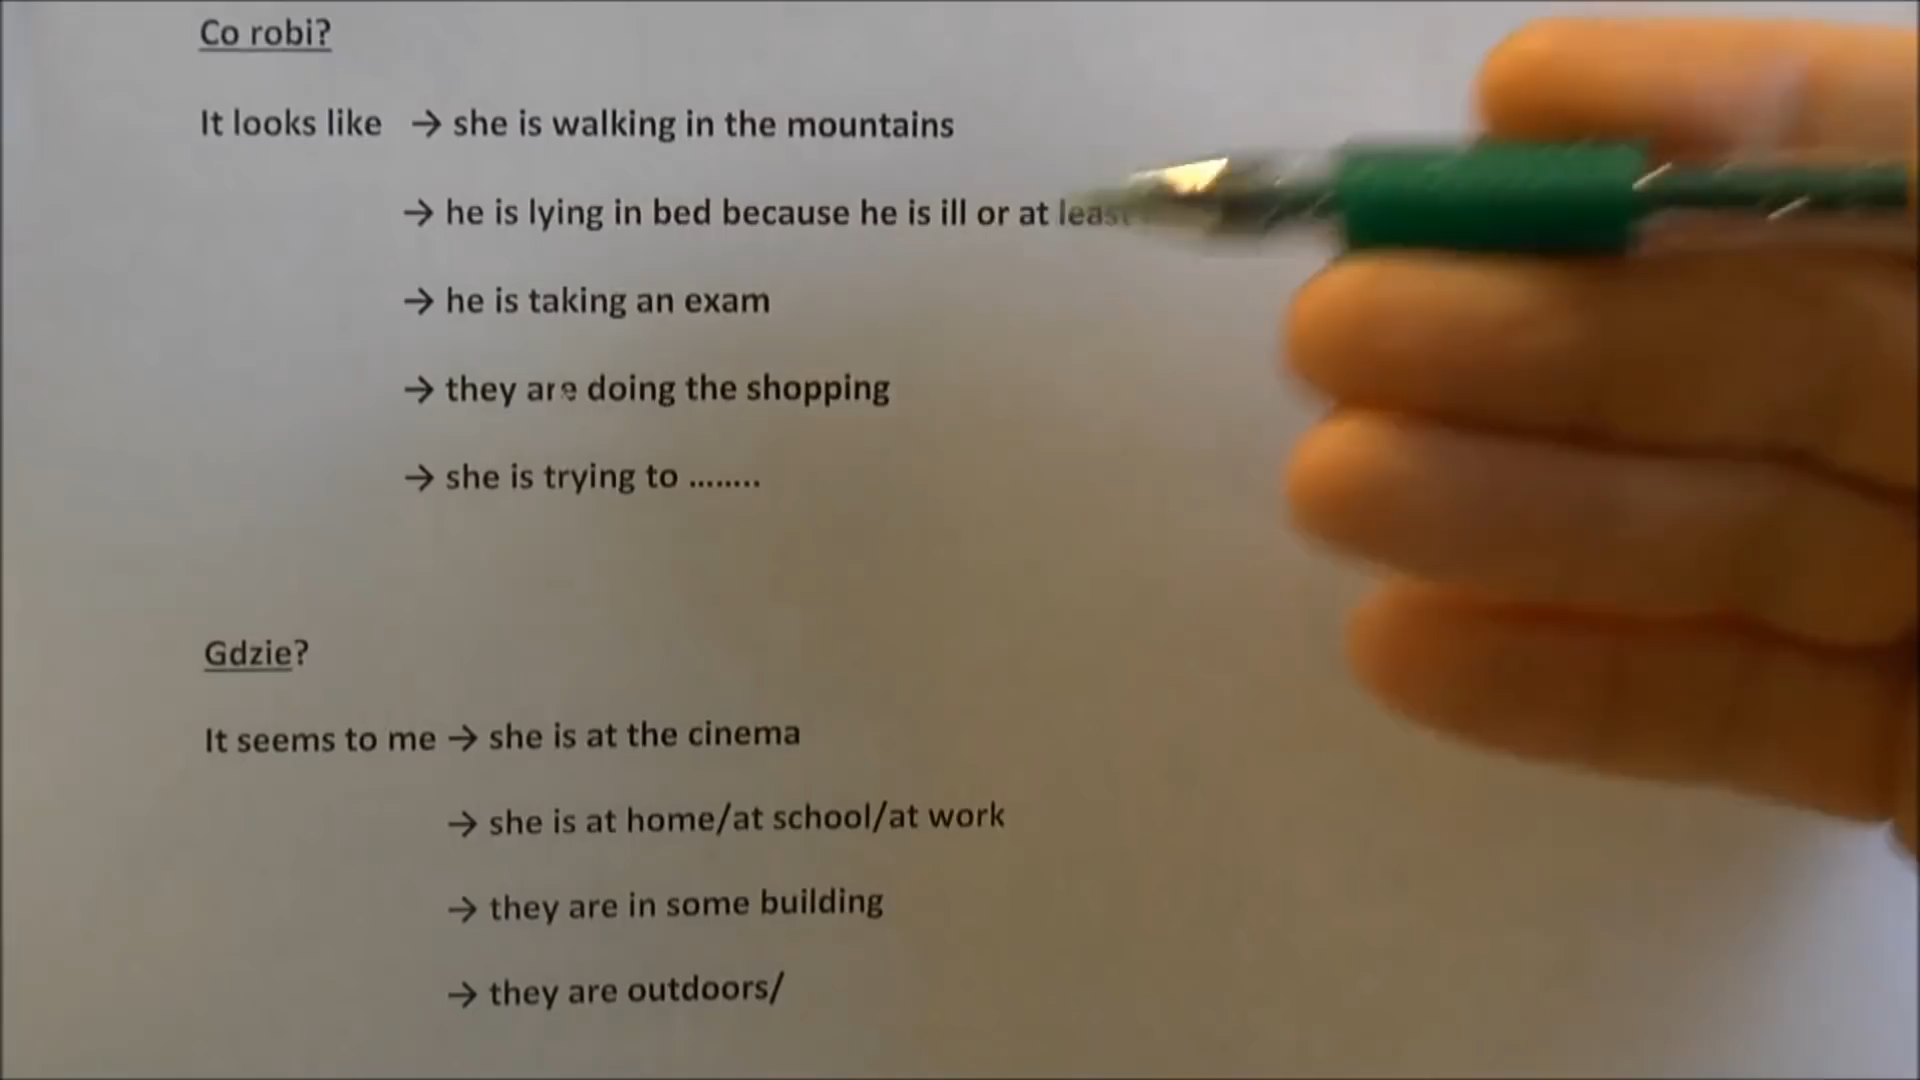 Co robi?
It looks like → she is walking in the mountains
→ he is lying in bed because he is ill or at least
→ he is taking an exam
→ they are doing the shopping
→ she is trying to ........
Gdzie?
It seems to me → she is at the cinema
→ she is at home/at school/at work
→ they are in some building
→ they are outdoors/